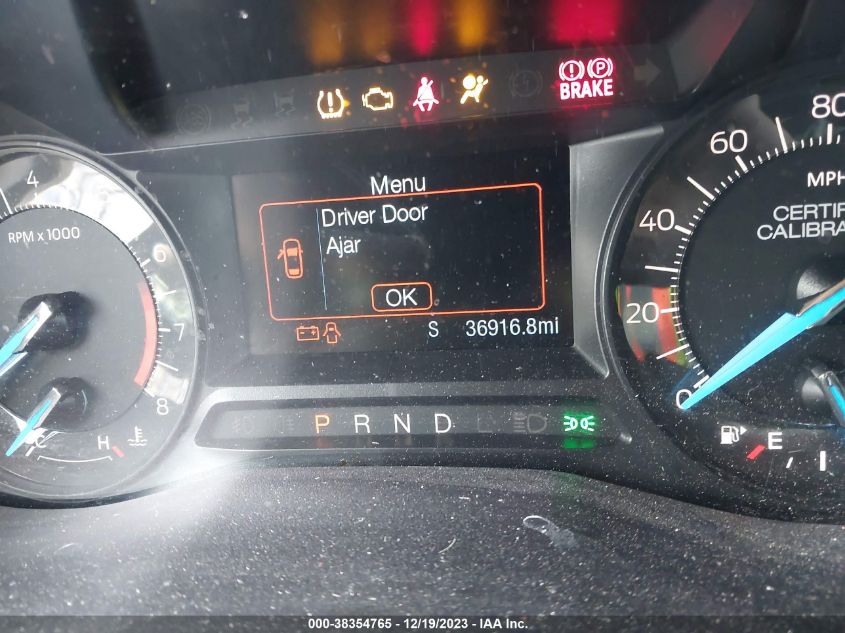 BRAKE
Menu
Driver Door
Ajar
OK
S 36916.8mi
P R N D L
4
RPM x 1000
6
7
8
C H
80
60
MPH
40
CERTIF
CALIBRA
20
0
E
000-38354765 - 12/19/2023 - IAA Inc.